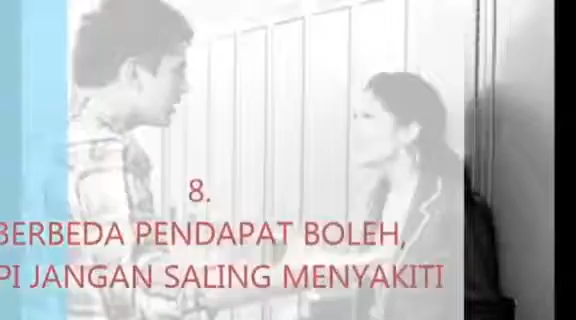 8.
BERBEDA PENDAPAT BOLEH,
PI JANGAN SALING MENYAKITI